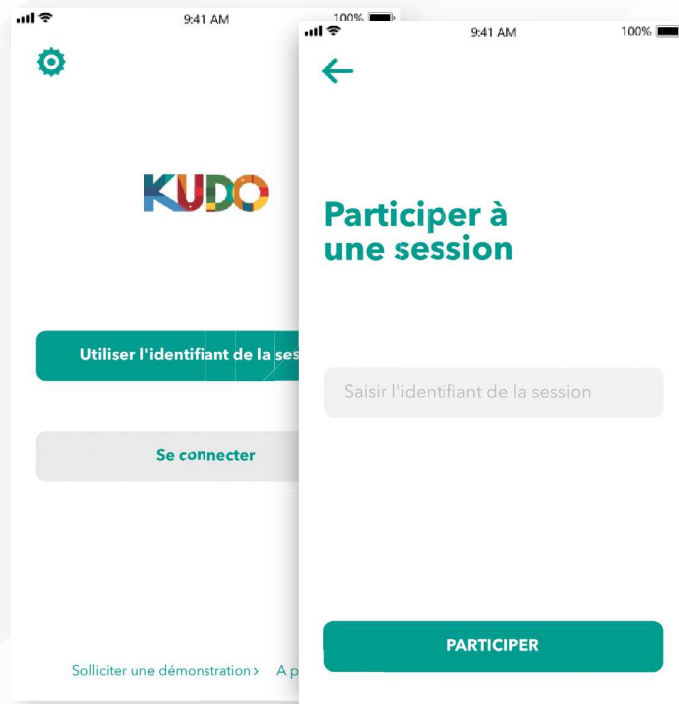 9:41 AM
100%
KUDO
Utiliser l'identifiant de la
Se connecter
Solliciter une démonstration >
9:41 AM
100%
Participer à
une session
Saisir l'identifiant de la session
PARTICIPER